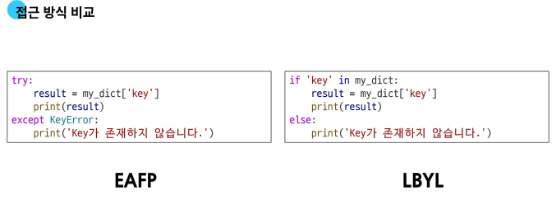 접근 방식 비교
try:
    result = my_dict['key']
    print(result)
except KeyError:
    print('Key가 존재하지 않습니다.')
EAFP
if 'key' in my_dict:
    result = my_dict['key']
    print(result)
else:
    print('Key가 존재하지 않습니다.')
LBYL